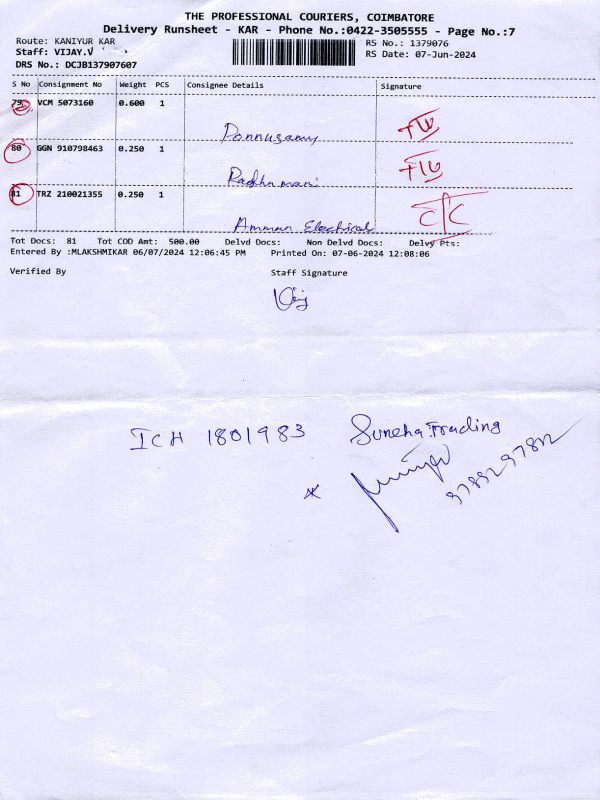 THE PROFESSIONAL COURIERS, COIMBATORE
Delivery Runsheet - KAR - Phone No.:0422-3505555 - Page No.:7
Route: KANIYUR KAR
RS No.: 1379076
Staff: VIJAY.V
RS Date: 07-Jun-2024
DRS No.: DCJB137907607
S No Consignment No Weight PCS Consignee Details Signature
79 VCM 5073160 0.600 1
Ponnusamy
80 GGN 910798463 0.250 1
Radhamani
81 TRZ 210021355 0.250 1
CTC
Amman Electrical
Tot Docs: 81 Tot COD Amt: 500.00 Delvd Docs: Non Delvd Docs: Delvy Pts:
Entered By :MLAKSHMIKAR 06/07/2024 12:06:45 PM Printed On: 07-06-2024 12:08:06
Verified By Staff Signature
ICH 1801983 Suneha Trading